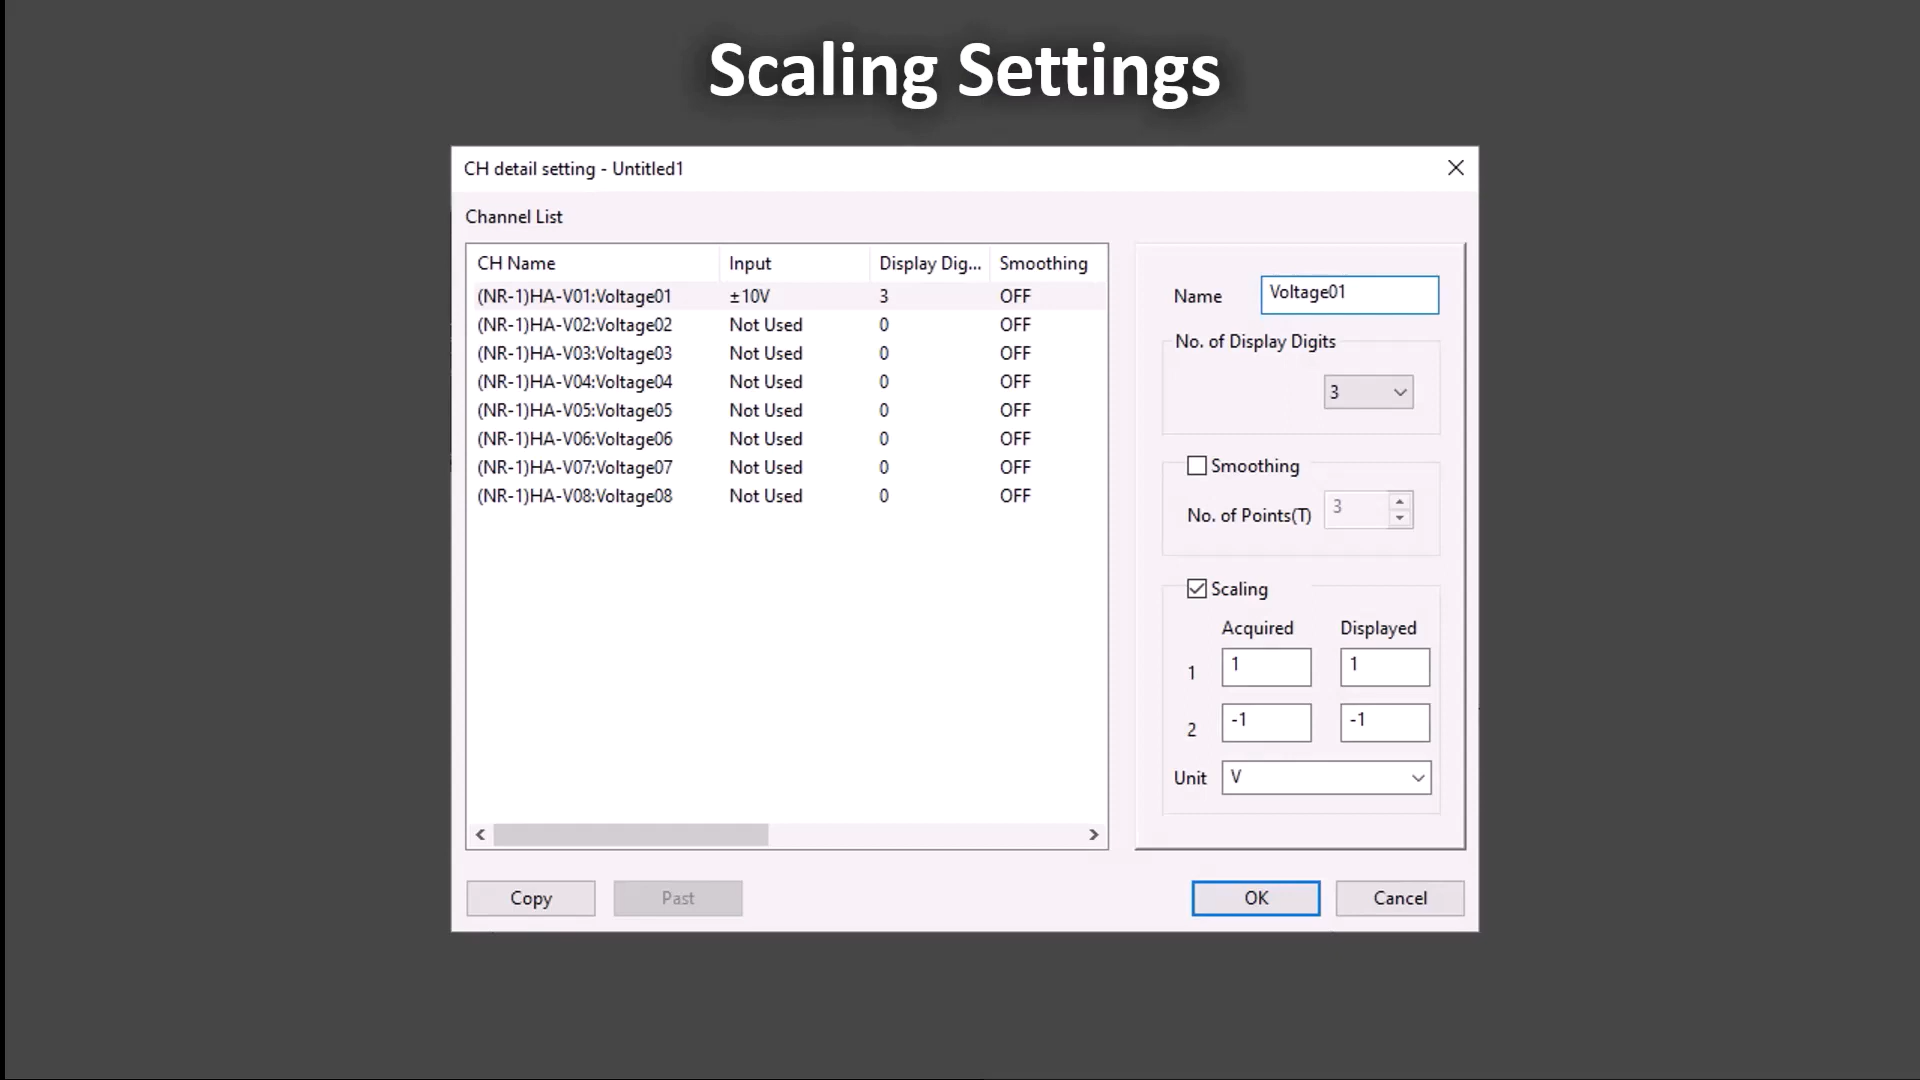 Scaling Settings
CH detail setting - Untitled1
Channel List
CH Name Input Display Dig... Smoothing
(NR-1)HA-V01:Voltage01 ±10V 3 OFF
(NR-1)HA-V02:Voltage02 Not Used 0 OFF
(NR-1)HA-V03:Voltage03 Not Used 0 OFF
(NR-1)HA-V04:Voltage04 Not Used 0 OFF
(NR-1)HA-V05:Voltage05 Not Used 0 OFF
(NR-1)HA-V06:Voltage06 Not Used 0 OFF
(NR-1)HA-V07:Voltage07 Not Used 0 OFF
(NR-1)HA-V08:Voltage08 Not Used 0 OFF
Name Voltage01
No. of Display Digits
3
Smoothing
No. of Points(T) 3
Scaling
Acquired Displayed
1 1 1
2 -1 -1
Unit V
Copy Past OK Cancel